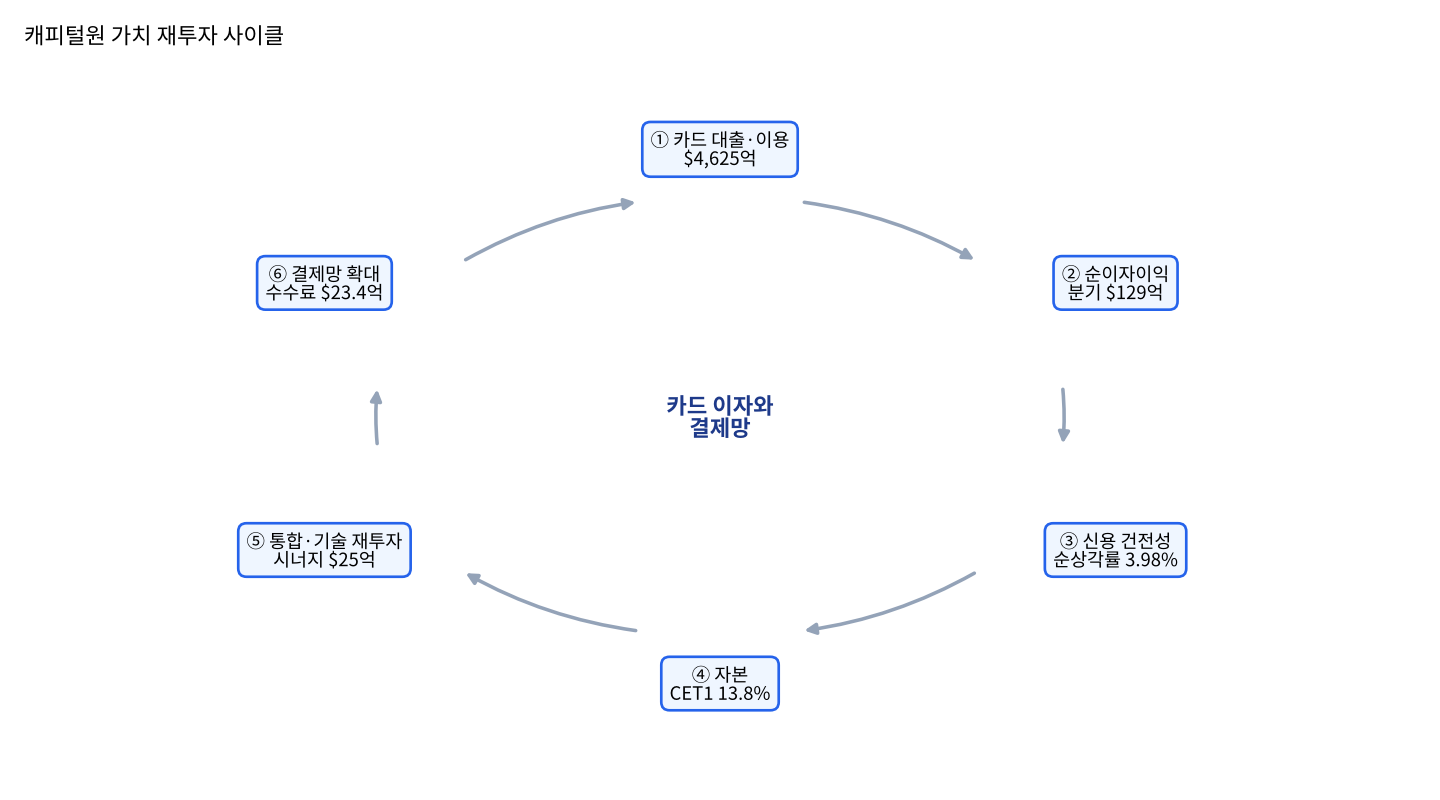 캐피털원 가치 재투자 사이클
① 카드 대출·이용
$4,625억
② 순이자이익
분기 $129억
③ 신용 건전성
순상각률 3.98%
④ 자본
CET1 13.8%
⑤ 통합·기술 재투자
시너지 $25억
⑥ 결제망 확대
수수료 $23.4억
카드 이자와
결제망